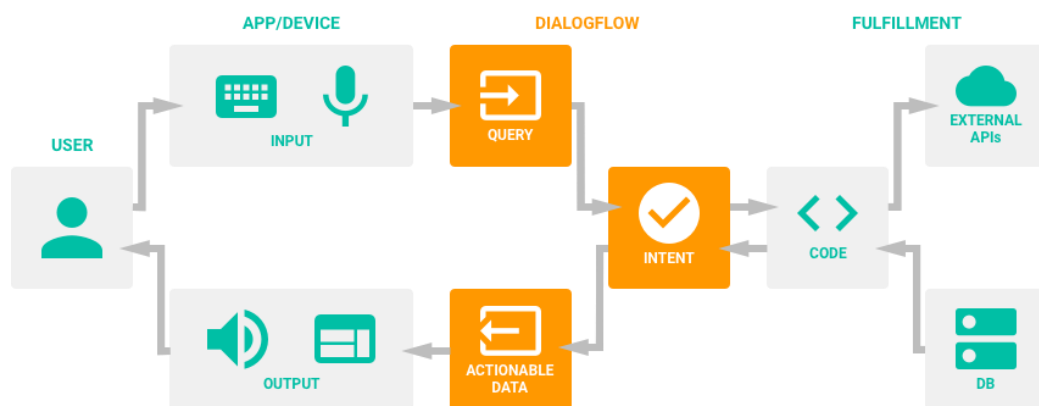 APP/DEVICE
DIALOGFLOW
FULFILLMENT
USER
INPUT
QUERY
EXTERNAL
APIs
INTENT
CODE
OUTPUT
ACTIONABLE
DATA
DB